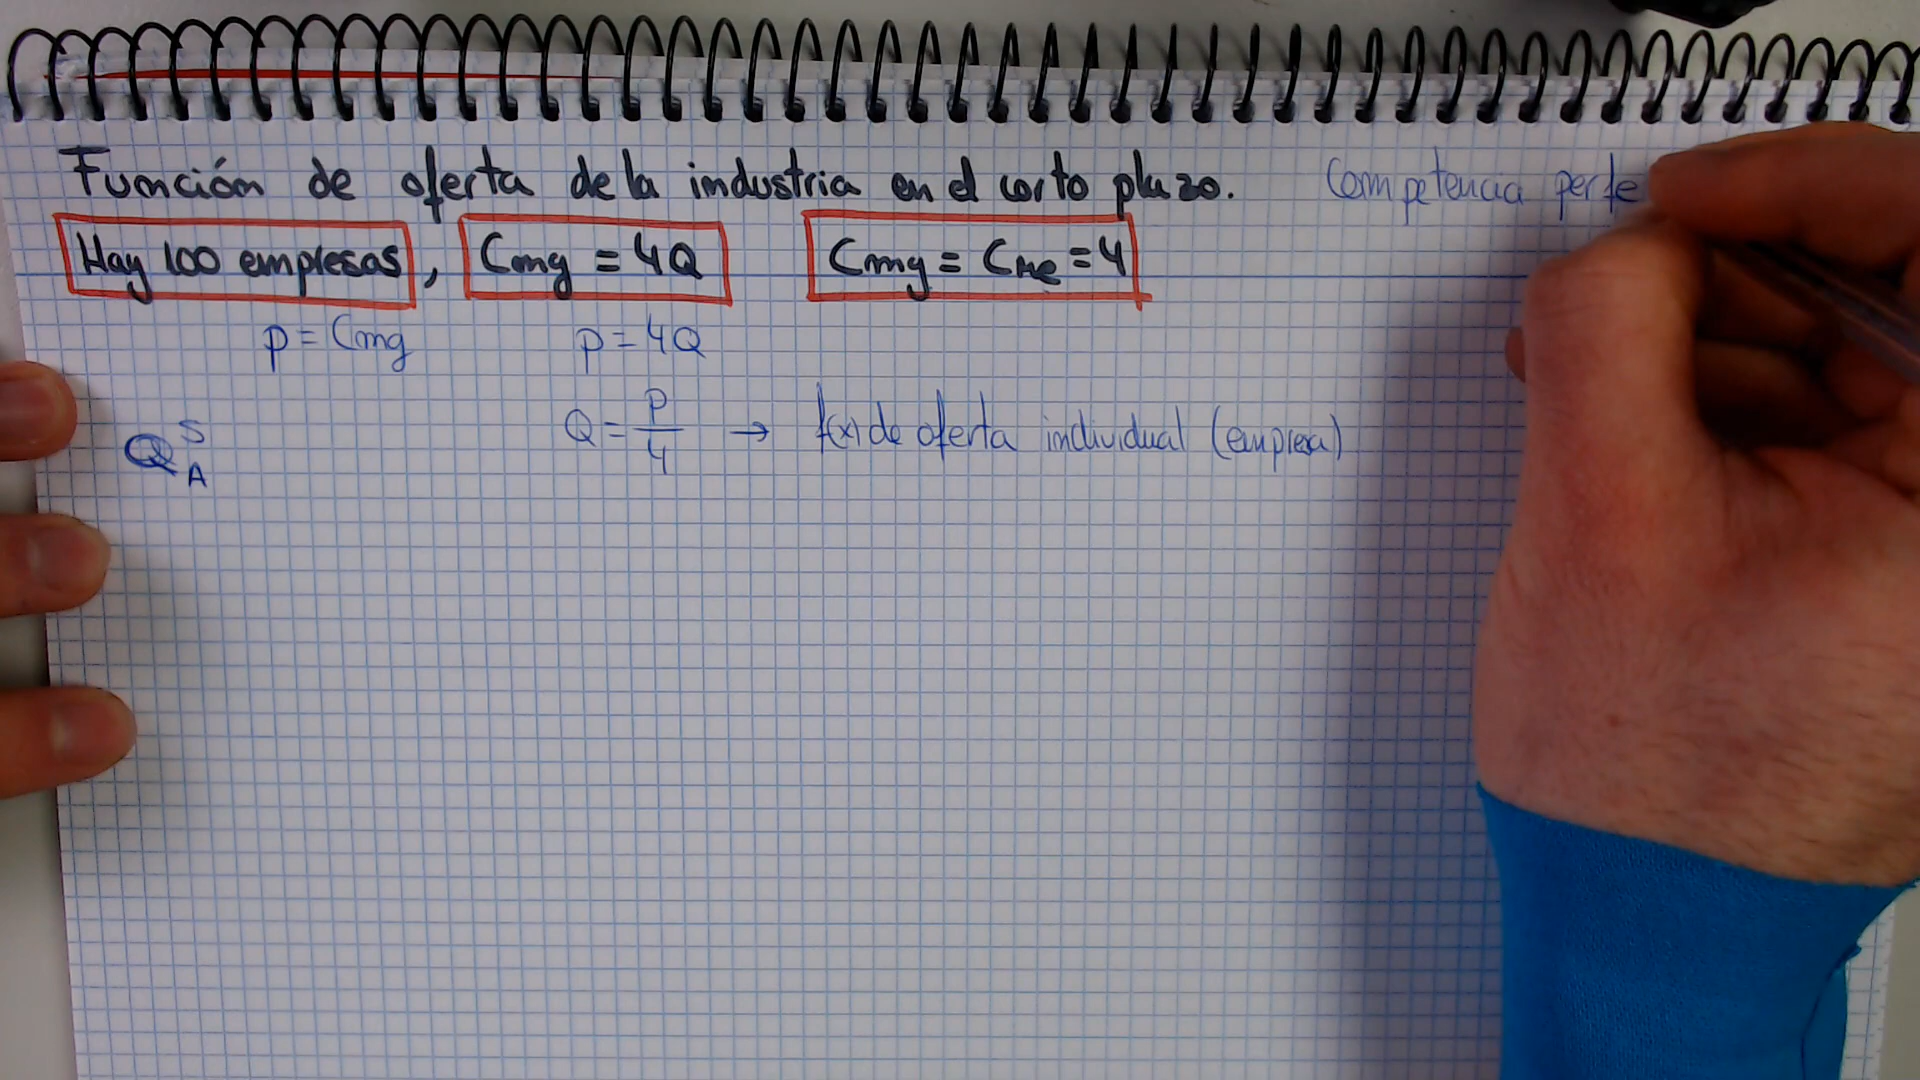 Función de oferta de la industria en el corto plazo. Competencia perfe
Hay 100 empresas, Cmg = 4Q Cmg = CMe = 4
p = Cmg p = 4Q
Q = P/4 → f(x) de oferta individual (empresa)
Q S A